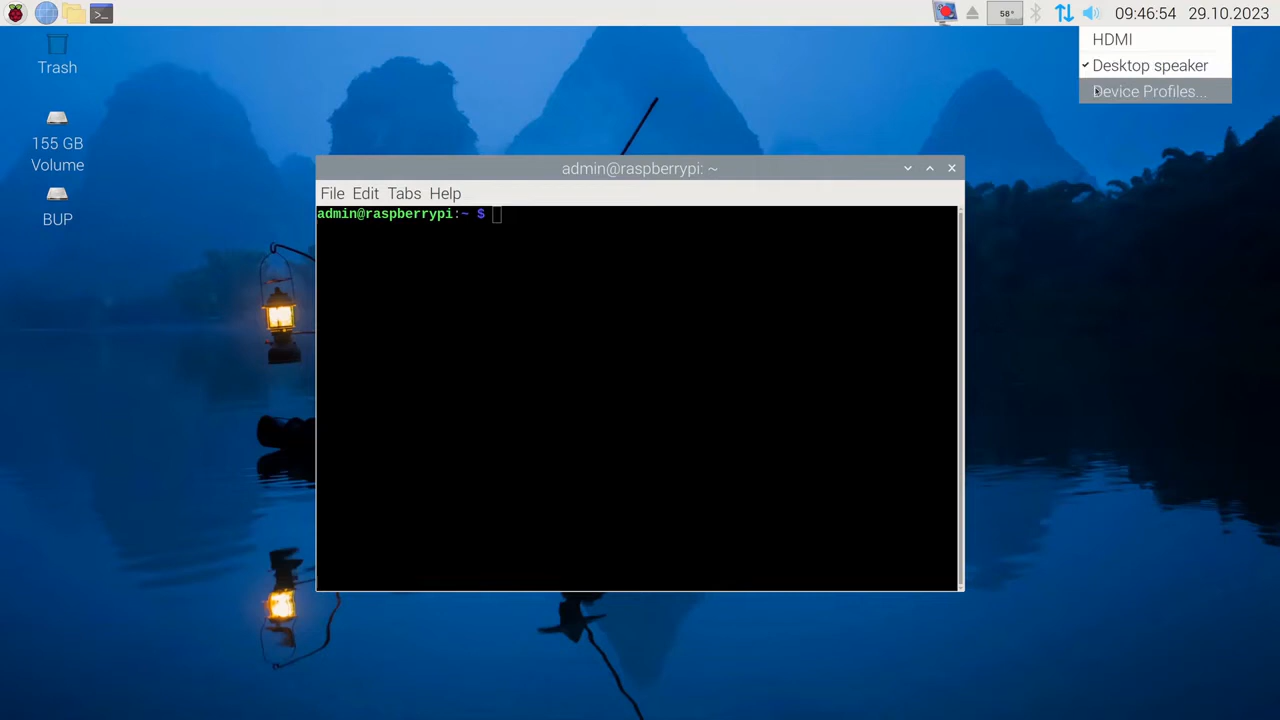 58°
09:46:54 29.10.2023
HDMI
Desktop speaker
Device Profiles...
Trash
155 GB
Volume
BUP
admin@raspberrypi: ~
File Edit Tabs Help
admin@raspberrypi:~ $